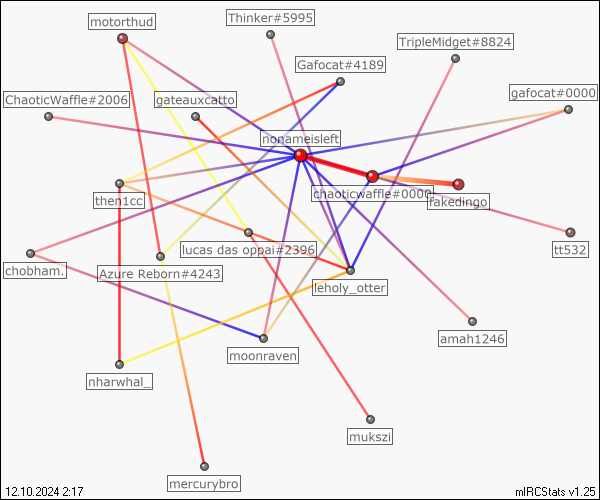 motorthud
Thinker#5995
TripleMidget#8824
Gafocat#4189
gafocat#0000
ChaoticWaffle#2006
gateauxcatto
nonameisleft
then1cc
chaoticwaffle#0000
fakedingo
tt532
lucas das oppai#2396
chobham.
Azure Reborn#4243
leholy_otter
amah1246
moonraven
nharwhal_
mukszi
mercurybro
12.10.2024 2:17
mIRCStats v1.25